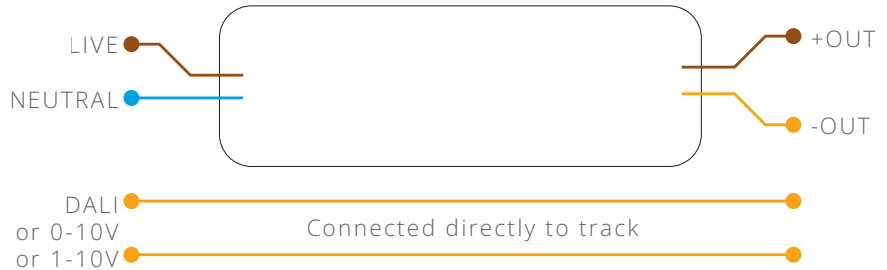 LIVE
+OUT
NEUTRAL
-OUT
DALI
or 0-10V
or 1-10V
Connected directly to track